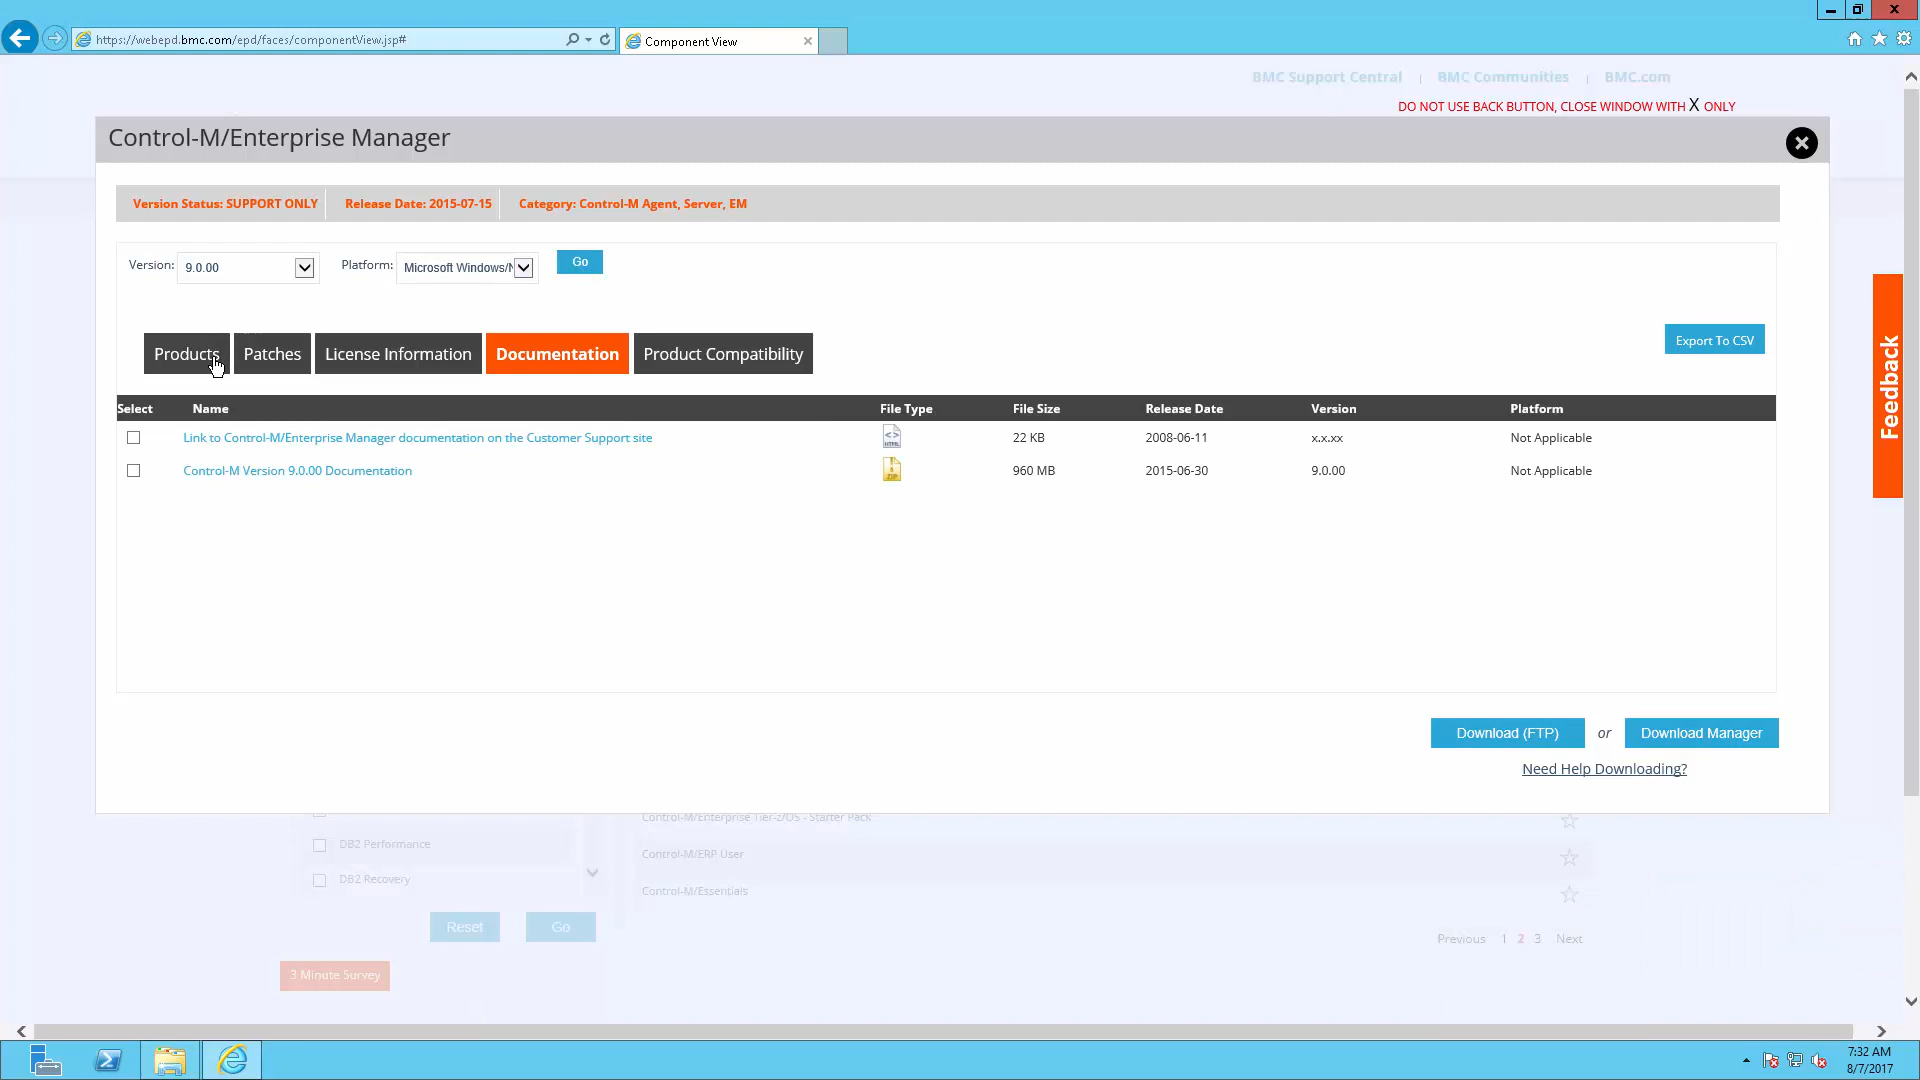 https://webepd.bmc.com/epd/faces/componentView.jsp#
Component View
BMC Support Central | BMC Communities | BMC.com
DO NOT USE BACK BUTTON, CLOSE WINDOW WITH X ONLY
Control-M/Enterprise Manager
Version Status: SUPPORT ONLY
Release Date: 2015-07-15
Category: Control-M Agent, Server, EM
Version: 9.0.00
Platform: Microsoft Windows/
Go
Products
Patches
License Information
Documentation
Product Compatibility
Export To CSV
Feedback
Select Name File Type File Size Release Date Version Platform
Link to Control-M/Enterprise Manager documentation on the Customer Support site 22 KB 2008-06-11 x.x.xx Not Applicable
Control-M Version 9.0.00 Documentation 960 MB 2015-06-30 9.0.00 Not Applicable
Download (FTP) or Download Manager
Need Help Downloading?
Control-M/Enterprise Tier-z/OS - Starter Pack
DB2 Performance
Control-M/ERP User
DB2 Recovery
Control-M/Essentials
Reset
Go
Previous 1 2 3 Next
3 Minute Survey
7:32 AM
8/7/2017